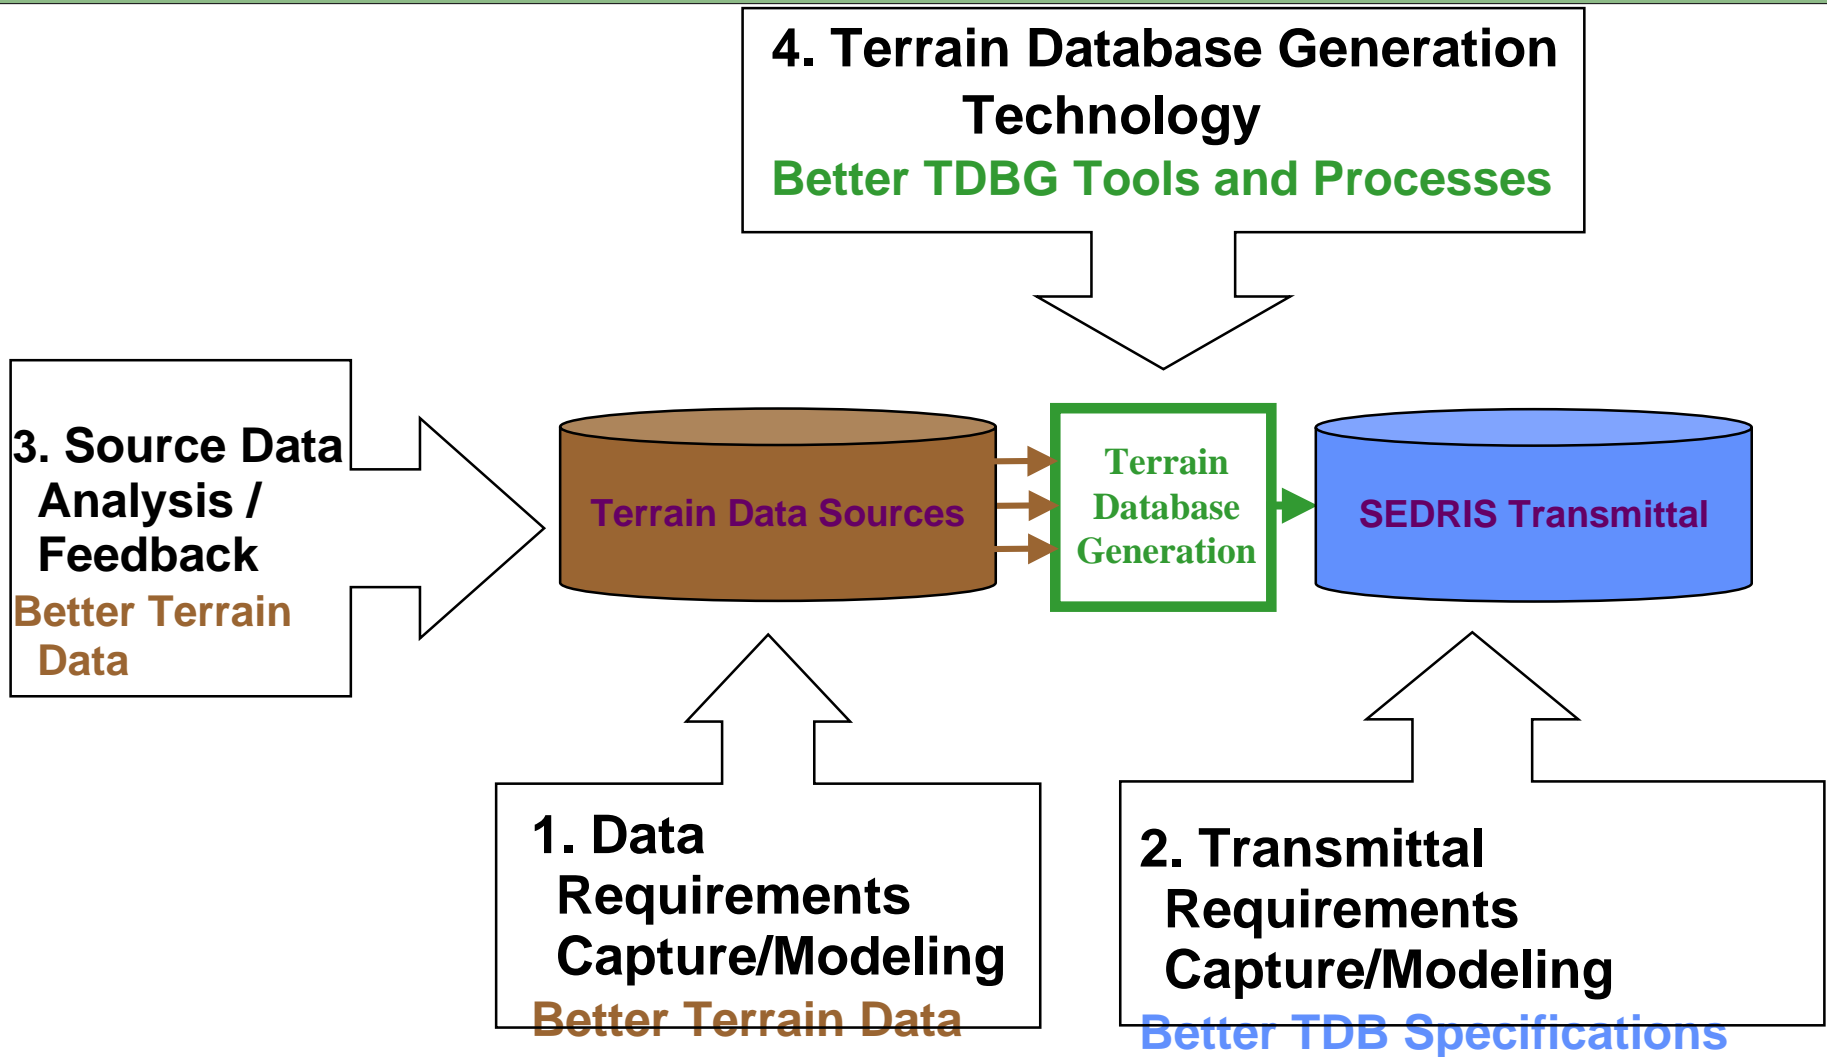 4. Terrain Database Generation
Technology
Better TDBG Tools and Processes
3. Source Data
Analysis /
Feedback
Better Terrain
Data
Terrain Data Sources
Terrain
Database
Generation
SEDRIS Transmittal
1. Data
Requirements
Capture/Modeling
Better Terrain Data
2. Transmittal
Requirements
Capture/Modeling
Better TDB Specifications